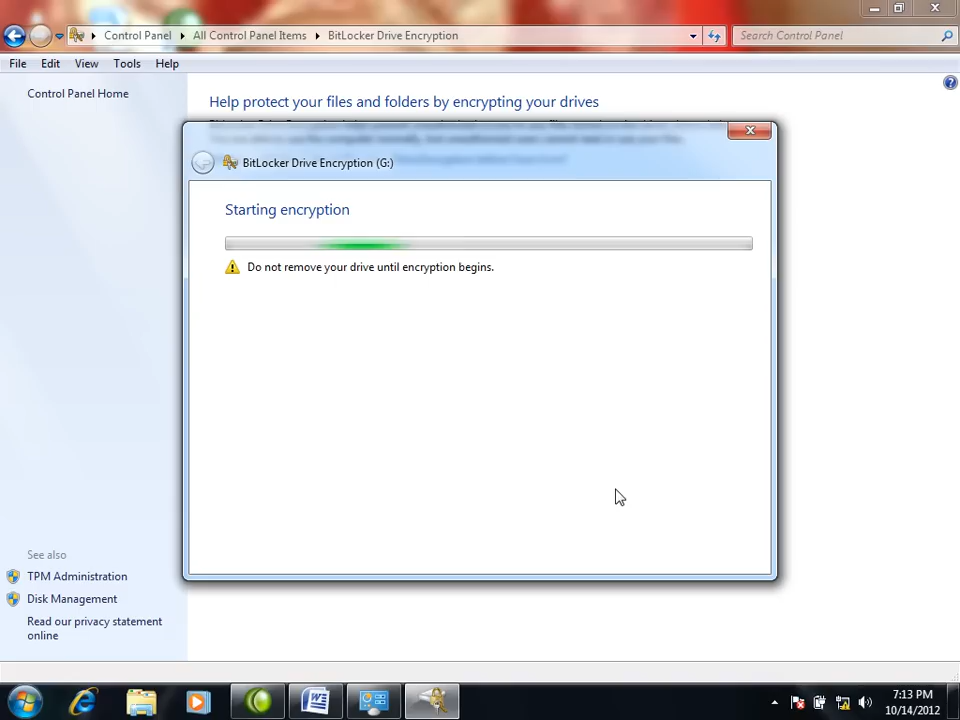 Control Panel All Control Panel Items BitLocker Drive Encryption Search Control Panel
File Edit View Tools Help
Control Panel Home
Help protect your files and folders by encrypting your drives
BitLocker Drive Encryption (G:)
Starting encryption
Do not remove your drive until encryption begins.
See also
TPM Administration
Disk Management
Read our privacy statement
online
7:13 PM
10/14/2012